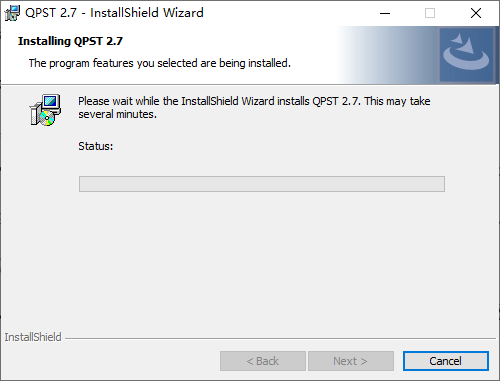 QPST 2.7 - InstallShield Wizard
Installing QPST 2.7
The program features you selected are being installed.
Please wait while the InstallShield Wizard installs QPST 2.7. This may take
several minutes.
Status:
InstallShield
< Back
Next >
Cancel